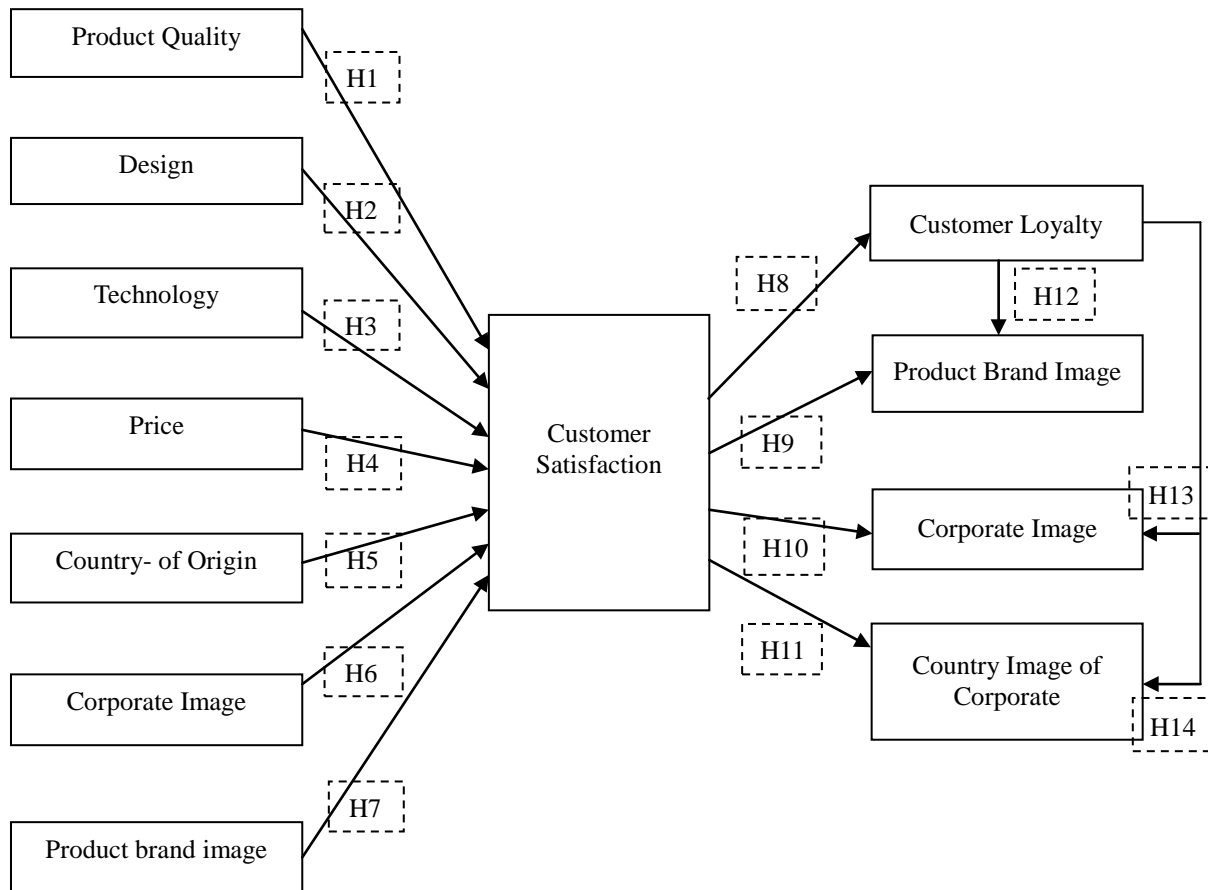 Product Quality
H1
Design
H2
Technology
H3
Price
H4
Country- of Origin
H5
Corporate Image
H6
Product brand image
H7
Customer
Satisfaction
H8
H9
H10
H11
Customer Loyalty
H12
Product Brand Image
H13
Corporate Image
Country Image of
Corporate
H14